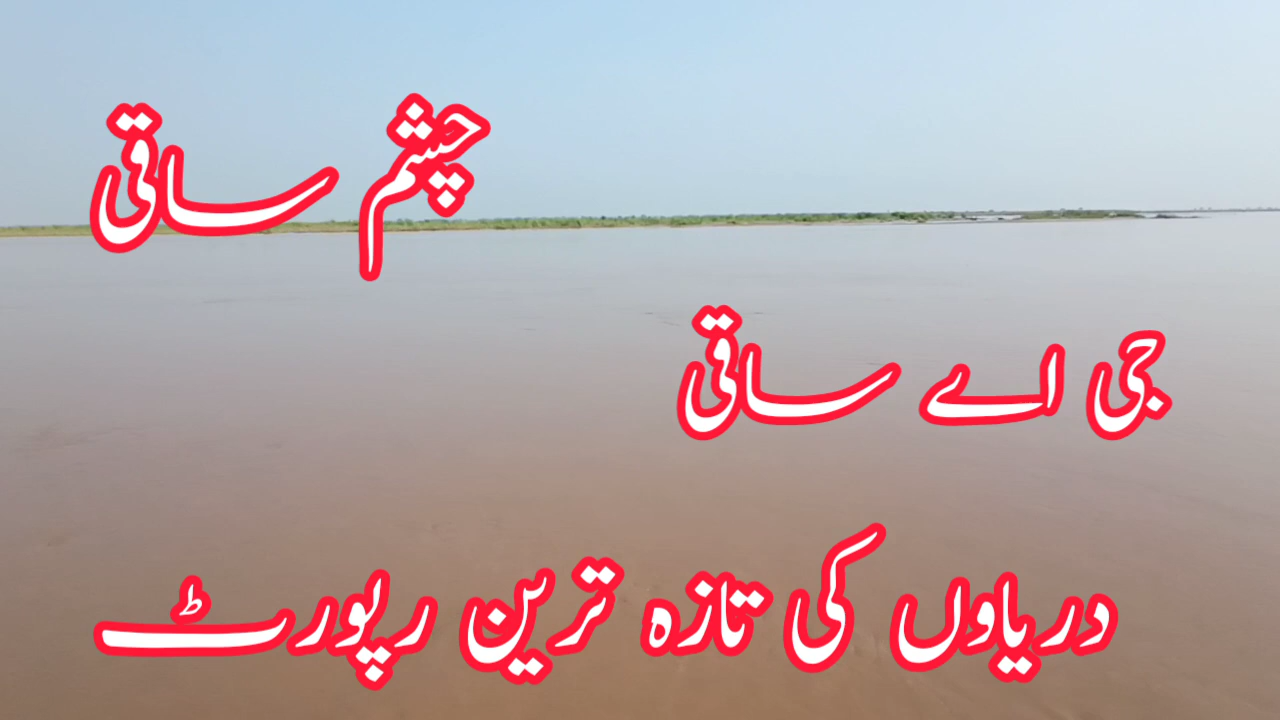 چشم ساقی
جی اے ساقی
دریاوں کی تازہ ترین رپورٹ